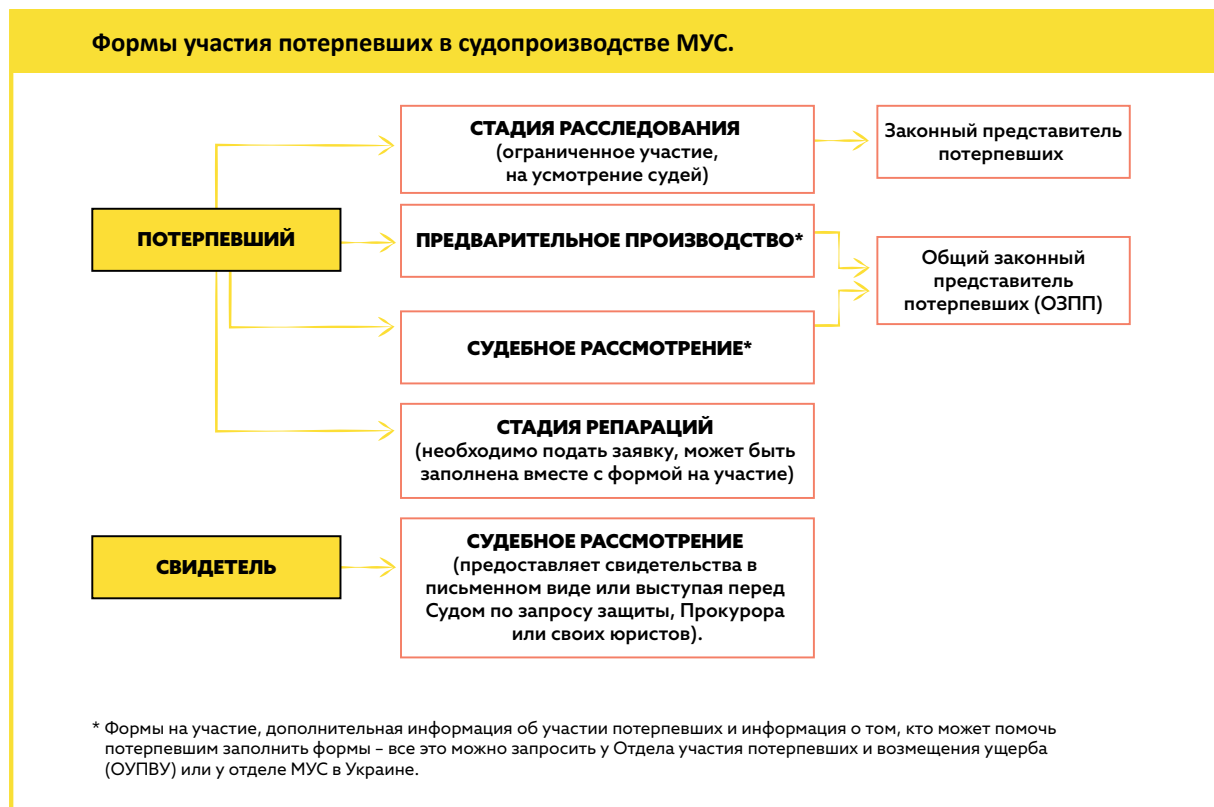 Формы участия потерпевших в судопроизводстве МУС.
СТАДИЯ РАССЛЕДОВАНИЯ
(ограниченное участие,
на усмотрение судей)
Законный представитель
потерпевших
ПОТЕРПЕВШИЙ
ПРЕДВАРИТЕЛЬНОЕ ПРОИЗВОДСТВО*
Общий законный
представитель
потерпевших (ОЗПП)
СУДЕБНОЕ РАССМОТРЕНИЕ*
СТАДИЯ РЕПАРАЦИЙ
(необходимо подать заявку, может быть
заполнена вместе с формой на участие)
СВИДЕТЕЛЬ
СУДЕБНОЕ РАССМОТРЕНИЕ
(предоставляет свидетельства в
письменном виде или выступая перед
Судом по запросу защиты, Прокурора
или своих юристов).
* Формы на участие, дополнительная информация об участии потерпевших и информация о том, кто может помочь
потерпевшим заполнить формы – все это можно запросить у Отдела участия потерпевших и возмещения ущерба
(ОУПВУ) или у отделе МУС в Украине.